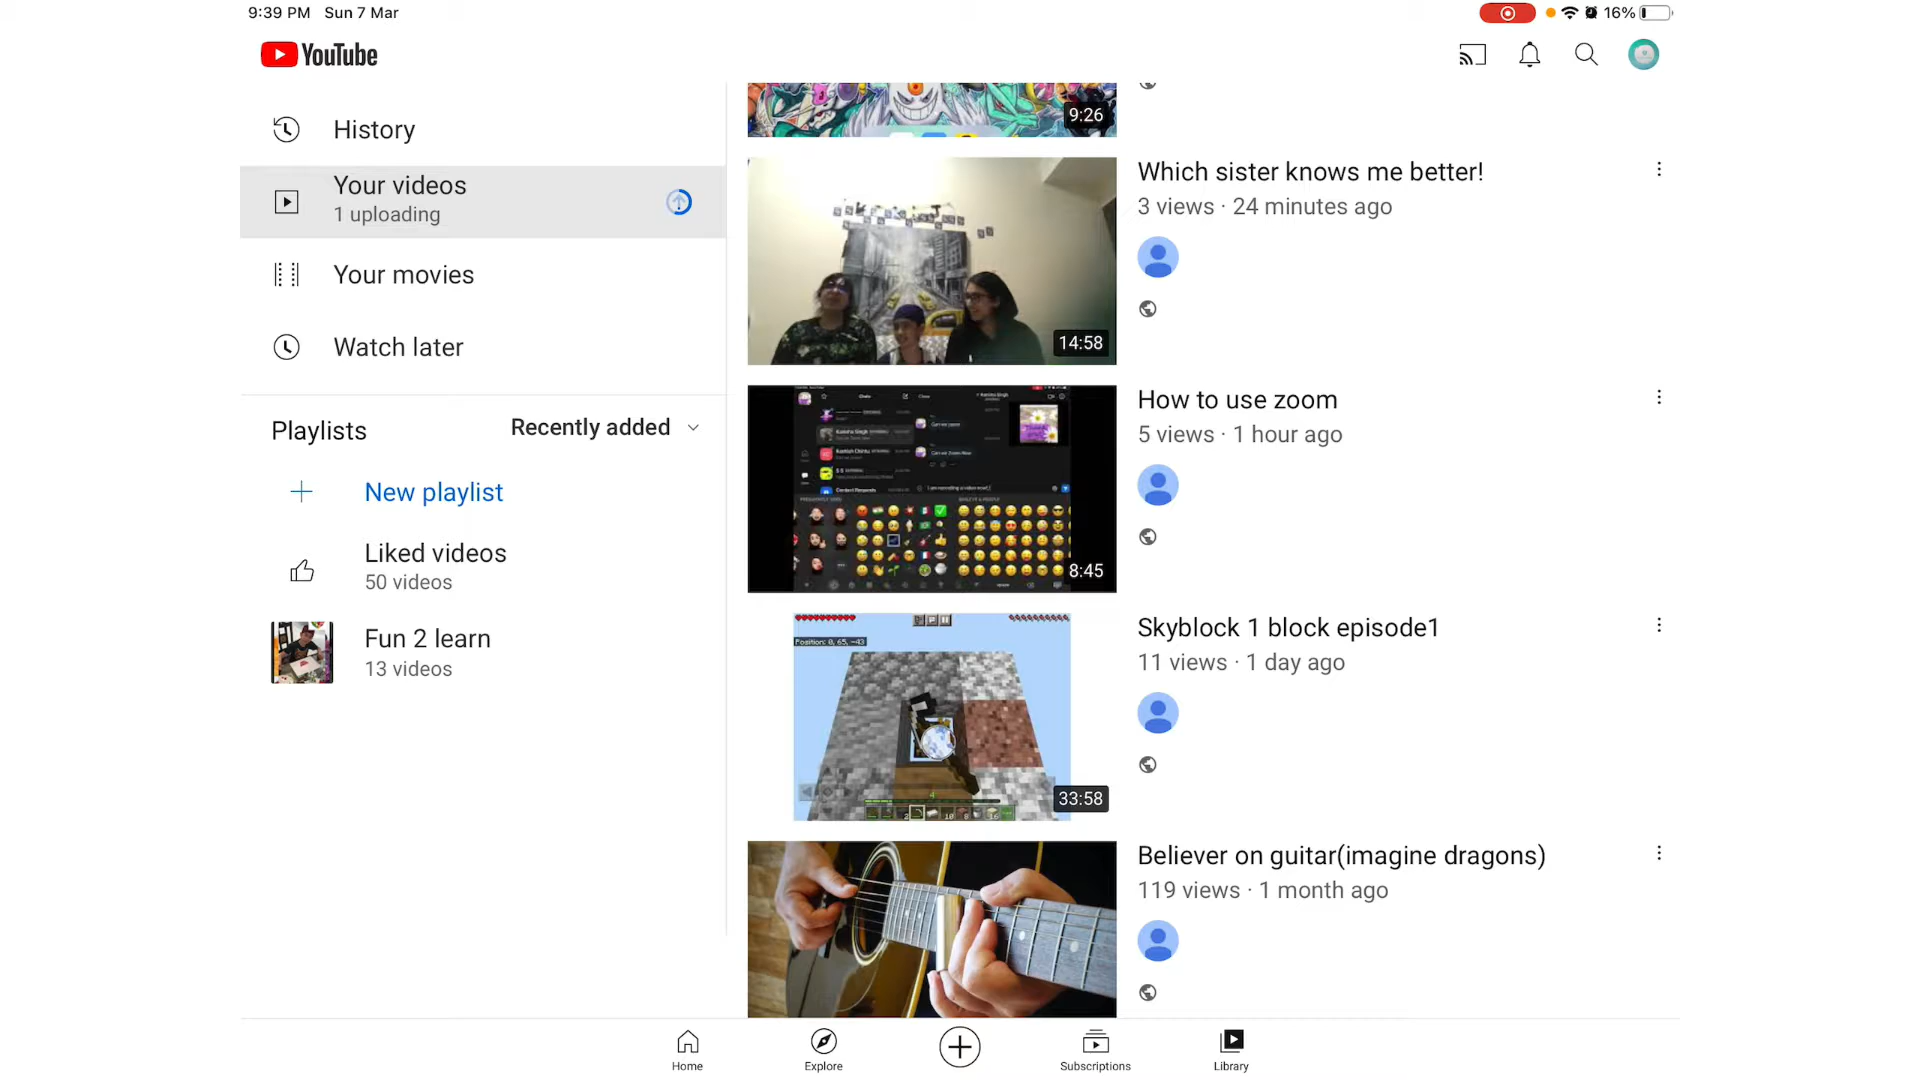 9:39 PM Sun 7 Mar
16%
YouTube
History
Your videos
1 uploading
Your movies
Watch later
Playlists
Recently added
New playlist
Liked videos
50 videos
Fun 2 learn
13 videos
9:26
Which sister knows me better!
3 views · 24 minutes ago
14:58
How to use zoom
5 views · 1 hour ago
8:45
Skyblock 1 block episode1
11 views · 1 day ago
Position: 0, 65, -43
33:58
Believer on guitar(imagine dragons)
119 views · 1 month ago
Home
Explore
Subscriptions
Library